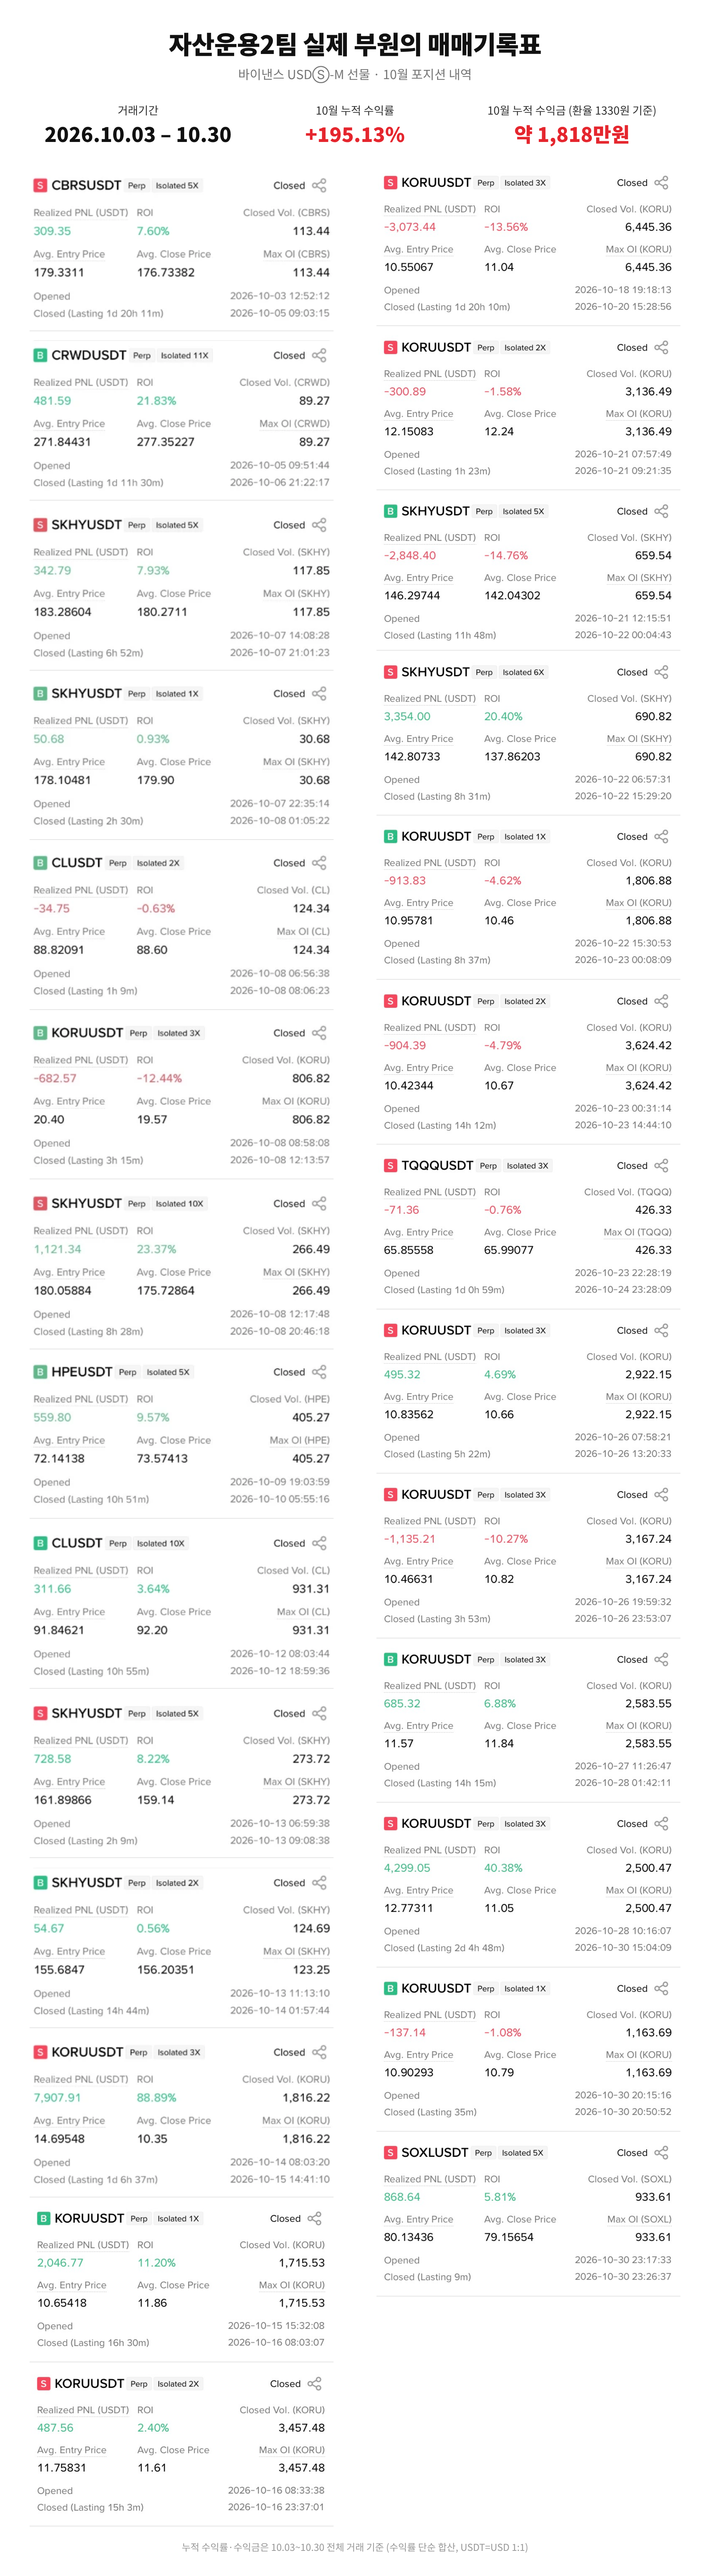 자산운용2팀 실제 부원의 매매기록표
바이낸스 USDⓈ-M 선물 · 10월 포지션 내역
거래기간
2026.10.03 – 10.30
10월 누적 수익률
+195.13%
10월 누적 수익금 (환율 1330원 기준)
약 1,818만원
S CBRSUSDT Perp Isolated 5X Closed
Realized PNL (USDT) ROI Closed Vol. (CBRS)
309.35 7.60% 113.44
Avg. Entry Price Avg. Close Price Max OI (CBRS)
179.3311 176.73382 113.44
Opened 2026-10-03 12:52:12
Closed (Lasting 1d 20h 11m) 2026-10-05 09:03:15
B CRWDUSDT Perp Isolated 11X Closed
Realized PNL (USDT) ROI Closed Vol. (CRWD)
481.59 21.83% 89.27
Avg. Entry Price Avg. Close Price Max OI (CRWD)
271.84431 277.35227 89.27
Opened 2026-10-05 09:51:44
Closed (Lasting 1d 11h 30m) 2026-10-06 21:22:17
S SKHYUSDT Perp Isolated 5X Closed
Realized PNL (USDT) ROI Closed Vol. (SKHY)
342.79 7.93% 117.85
Avg. Entry Price Avg. Close Price Max OI (SKHY)
183.28604 180.2711 117.85
Opened 2026-10-07 14:08:28
Closed (Lasting 6h 52m) 2026-10-07 21:01:23
B SKHYUSDT Perp Isolated 1X Closed
Realized PNL (USDT) ROI Closed Vol. (SKHY)
50.68 0.93% 30.68
Avg. Entry Price Avg. Close Price Max OI (SKHY)
178.10481 179.90 30.68
Opened 2026-10-07 22:35:14
Closed (Lasting 2h 30m) 2026-10-08 01:05:22
B CLUSDT Perp Isolated 2X Closed
Realized PNL (USDT) ROI Closed Vol. (CL)
-34.75 -0.63% 124.34
Avg. Entry Price Avg. Close Price Max OI (CL)
88.82091 88.60 124.34
Opened 2026-10-08 06:56:38
Closed (Lasting 1h 9m) 2026-10-08 08:06:23
B KORUUSDT Perp Isolated 3X Closed
Realized PNL (USDT) ROI Closed Vol. (KORU)
-682.57 -12.44% 806.82
Avg. Entry Price Avg. Close Price Max OI (KORU)
20.40 19.57 806.82
Opened 2026-10-08 08:58:08
Closed (Lasting 3h 15m) 2026-10-08 12:13:57
S SKHYUSDT Perp Isolated 10X Closed
Realized PNL (USDT) ROI Closed Vol. (SKHY)
1,121.34 23.37% 266.49
Avg. Entry Price Avg. Close Price Max OI (SKHY)
180.05884 175.72864 266.49
Opened 2026-10-08 12:17:48
Closed (Lasting 8h 28m) 2026-10-08 20:46:18
B HPEUSDT Perp Isolated 5X Closed
Realized PNL (USDT) ROI Closed Vol. (HPE)
559.80 9.57% 405.27
Avg. Entry Price Avg. Close Price Max OI (HPE)
72.14138 73.57413 405.27
Opened 2026-10-09 19:03:59
Closed (Lasting 10h 51m) 2026-10-10 05:55:16
B CLUSDT Perp Isolated 10X Closed
Realized PNL (USDT) ROI Closed Vol. (CL)
311.66 3.64% 931.31
Avg. Entry Price Avg. Close Price Max OI (CL)
91.84621 92.20 931.31
Opened 2026-10-12 08:03:44
Closed (Lasting 10h 55m) 2026-10-12 18:59:36
S SKHYUSDT Perp Isolated 5X Closed
Realized PNL (USDT) ROI Closed Vol. (SKHY)
728.58 8.22% 273.72
Avg. Entry Price Avg. Close Price Max OI (SKHY)
161.89866 159.14 273.72
Opened 2026-10-13 06:59:38
Closed (Lasting 2h 9m) 2026-10-13 09:08:38
B SKHYUSDT Perp Isolated 2X Closed
Realized PNL (USDT) ROI Closed Vol. (SKHY)
54.67 0.56% 124.69
Avg. Entry Price Avg. Close Price Max OI (SKHY)
155.6847 156.20351 123.25
Opened 2026-10-13 11:13:10
Closed (Lasting 14h 44m) 2026-10-14 01:57:44
S KORUUSDT Perp Isolated 3X Closed
Realized PNL (USDT) ROI Closed Vol. (KORU)
7,907.91 88.89% 1,816.22
Avg. Entry Price Avg. Close Price Max OI (KORU)
14.69548 10.35 1,816.22
Opened 2026-10-14 08:03:20
Closed (Lasting 1d 6h 37m) 2026-10-15 14:41:10
B KORUUSDT Perp Isolated 1X Closed
Realized PNL (USDT) ROI Closed Vol. (KORU)
2,046.77 11.20% 1,715.53
Avg. Entry Price Avg. Close Price Max OI (KORU)
10.65418 11.86 1,715.53
Opened 2026-10-15 15:32:08
Closed (Lasting 16h 30m) 2026-10-16 08:03:07
S KORUUSDT Perp Isolated 2X Closed
Realized PNL (USDT) ROI Closed Vol. (KORU)
487.56 2.40% 3,457.48
Avg. Entry Price Avg. Close Price Max OI (KORU)
11.75831 11.61 3,457.48
Opened 2026-10-16 08:33:38
Closed (Lasting 15h 3m) 2026-10-16 23:37:01
S KORUUSDT Perp Isolated 3X Closed
Realized PNL (USDT) ROI Closed Vol. (KORU)
-3,073.44 -13.56% 6,445.36
Avg. Entry Price Avg. Close Price Max OI (KORU)
10.55067 11.04 6,445.36
Opened 2026-10-18 19:18:13
Closed (Lasting 1d 20h 10m) 2026-10-20 15:28:56
S KORUUSDT Perp Isolated 2X Closed
Realized PNL (USDT) ROI Closed Vol. (KORU)
-300.89 -1.58% 3,136.49
Avg. Entry Price Avg. Close Price Max OI (KORU)
12.15083 12.24 3,136.49
Opened 2026-10-21 07:57:49
Closed (Lasting 1h 23m) 2026-10-21 09:21:35
B SKHYUSDT Perp Isolated 5X Closed
Realized PNL (USDT) ROI Closed Vol. (SKHY)
-2,848.40 -14.76% 659.54
Avg. Entry Price Avg. Close Price Max OI (SKHY)
146.29744 142.04302 659.54
Opened 2026-10-21 12:15:51
Closed (Lasting 11h 48m) 2026-10-22 00:04:43
S SKHYUSDT Perp Isolated 6X Closed
Realized PNL (USDT) ROI Closed Vol. (SKHY)
3,354.00 20.40% 690.82
Avg. Entry Price Avg. Close Price Max OI (SKHY)
142.80733 137.86203 690.82
Opened 2026-10-22 06:57:31
Closed (Lasting 8h 31m) 2026-10-22 15:29:20
B KORUUSDT Perp Isolated 1X Closed
Realized PNL (USDT) ROI Closed Vol. (KORU)
-913.83 -4.62% 1,806.88
Avg. Entry Price Avg. Close Price Max OI (KORU)
10.95781 10.46 1,806.88
Opened 2026-10-22 15:30:53
Closed (Lasting 8h 37m) 2026-10-23 00:08:09
S KORUUSDT Perp Isolated 2X Closed
Realized PNL (USDT) ROI Closed Vol. (KORU)
-904.39 -4.79% 3,624.42
Avg. Entry Price Avg. Close Price Max OI (KORU)
10.42344 10.67 3,624.42
Opened 2026-10-23 00:31:14
Closed (Lasting 14h 12m) 2026-10-23 14:44:10
S TQQQUSDT Perp Isolated 3X Closed
Realized PNL (USDT) ROI Closed Vol. (TQQQ)
-71.36 -0.76% 426.33
Avg. Entry Price Avg. Close Price Max OI (TQQQ)
65.85558 65.99077 426.33
Opened 2026-10-23 22:28:19
Closed (Lasting 1d 0h 59m) 2026-10-24 23:28:09
S KORUUSDT Perp Isolated 3X Closed
Realized PNL (USDT) ROI Closed Vol. (KORU)
495.32 4.69% 2,922.15
Avg. Entry Price Avg. Close Price Max OI (KORU)
10.83562 10.66 2,922.15
Opened 2026-10-26 07:58:21
Closed (Lasting 5h 22m) 2026-10-26 13:20:33
S KORUUSDT Perp Isolated 3X Closed
Realized PNL (USDT) ROI Closed Vol. (KORU)
-1,135.21 -10.27% 3,167.24
Avg. Entry Price Avg. Close Price Max OI (KORU)
10.46631 10.82 3,167.24
Opened 2026-10-26 19:59:32
Closed (Lasting 3h 53m) 2026-10-26 23:53:07
B KORUUSDT Perp Isolated 3X Closed
Realized PNL (USDT) ROI Closed Vol. (KORU)
685.32 6.88% 2,583.55
Avg. Entry Price Avg. Close Price Max OI (KORU)
11.57 11.84 2,583.55
Opened 2026-10-27 11:26:47
Closed (Lasting 14h 15m) 2026-10-28 01:42:11
S KORUUSDT Perp Isolated 3X Closed
Realized PNL (USDT) ROI Closed Vol. (KORU)
4,299.05 40.38% 2,500.47
Avg. Entry Price Avg. Close Price Max OI (KORU)
12.77311 11.05 2,500.47
Opened 2026-10-28 10:16:07
Closed (Lasting 2d 4h 48m) 2026-10-30 15:04:09
B KORUUSDT Perp Isolated 1X Closed
Realized PNL (USDT) ROI Closed Vol. (KORU)
-137.14 -1.08% 1,163.69
Avg. Entry Price Avg. Close Price Max OI (KORU)
10.90293 10.79 1,163.69
Opened 2026-10-30 20:15:16
Closed (Lasting 35m) 2026-10-30 20:50:52
S SOXLUSDT Perp Isolated 5X Closed
Realized PNL (USDT) ROI Closed Vol. (SOXL)
868.64 5.81% 933.61
Avg. Entry Price Avg. Close Price Max OI (SOXL)
80.13436 79.15654 933.61
Opened 2026-10-30 23:17:33
Closed (Lasting 9m) 2026-10-30 23:26:37
누적 수익률·수익금은 10.03~10.30 전체 거래 기준 (수익률 단순 합산, USDT=USD 1:1)